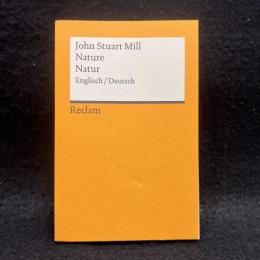 John Stuart Mill
Nature
Natur
Englisch / Deutsch
Reclam